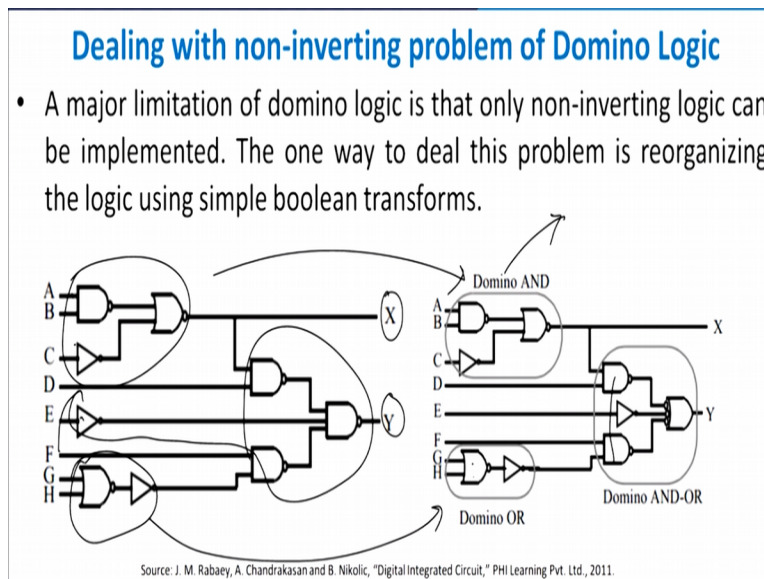 Dealing with non-inverting problem of Domino Logic
• A major limitation of domino logic is that only non-inverting logic can
be implemented. The one way to deal this problem is reorganizing
the logic using simple boolean transforms.
Domino AND
A
B
C
D
E
F
G
H
X
Y
A
B
C
D
E
F
G
H
X
Y
Domino OR
Domino AND-OR
Source: J. M. Rabaey, A. Chandrakasan and B. Nikolic, "Digital Integrated Circuit," PHI Learning Pvt. Ltd., 2011.